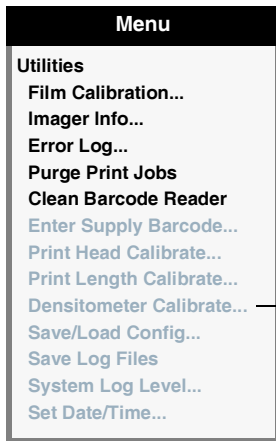 Menu
Utilities
Film Calibration...
Imager Info...
Error Log...
Purge Print Jobs
Clean Barcode Reader
Enter Supply Barcode...
Print Head Calibrate...
Print Length Calibrate...
Densitometer Calibrate...
Save/Load Config...
Save Log Files
System Log Level...
Set Date/Time...